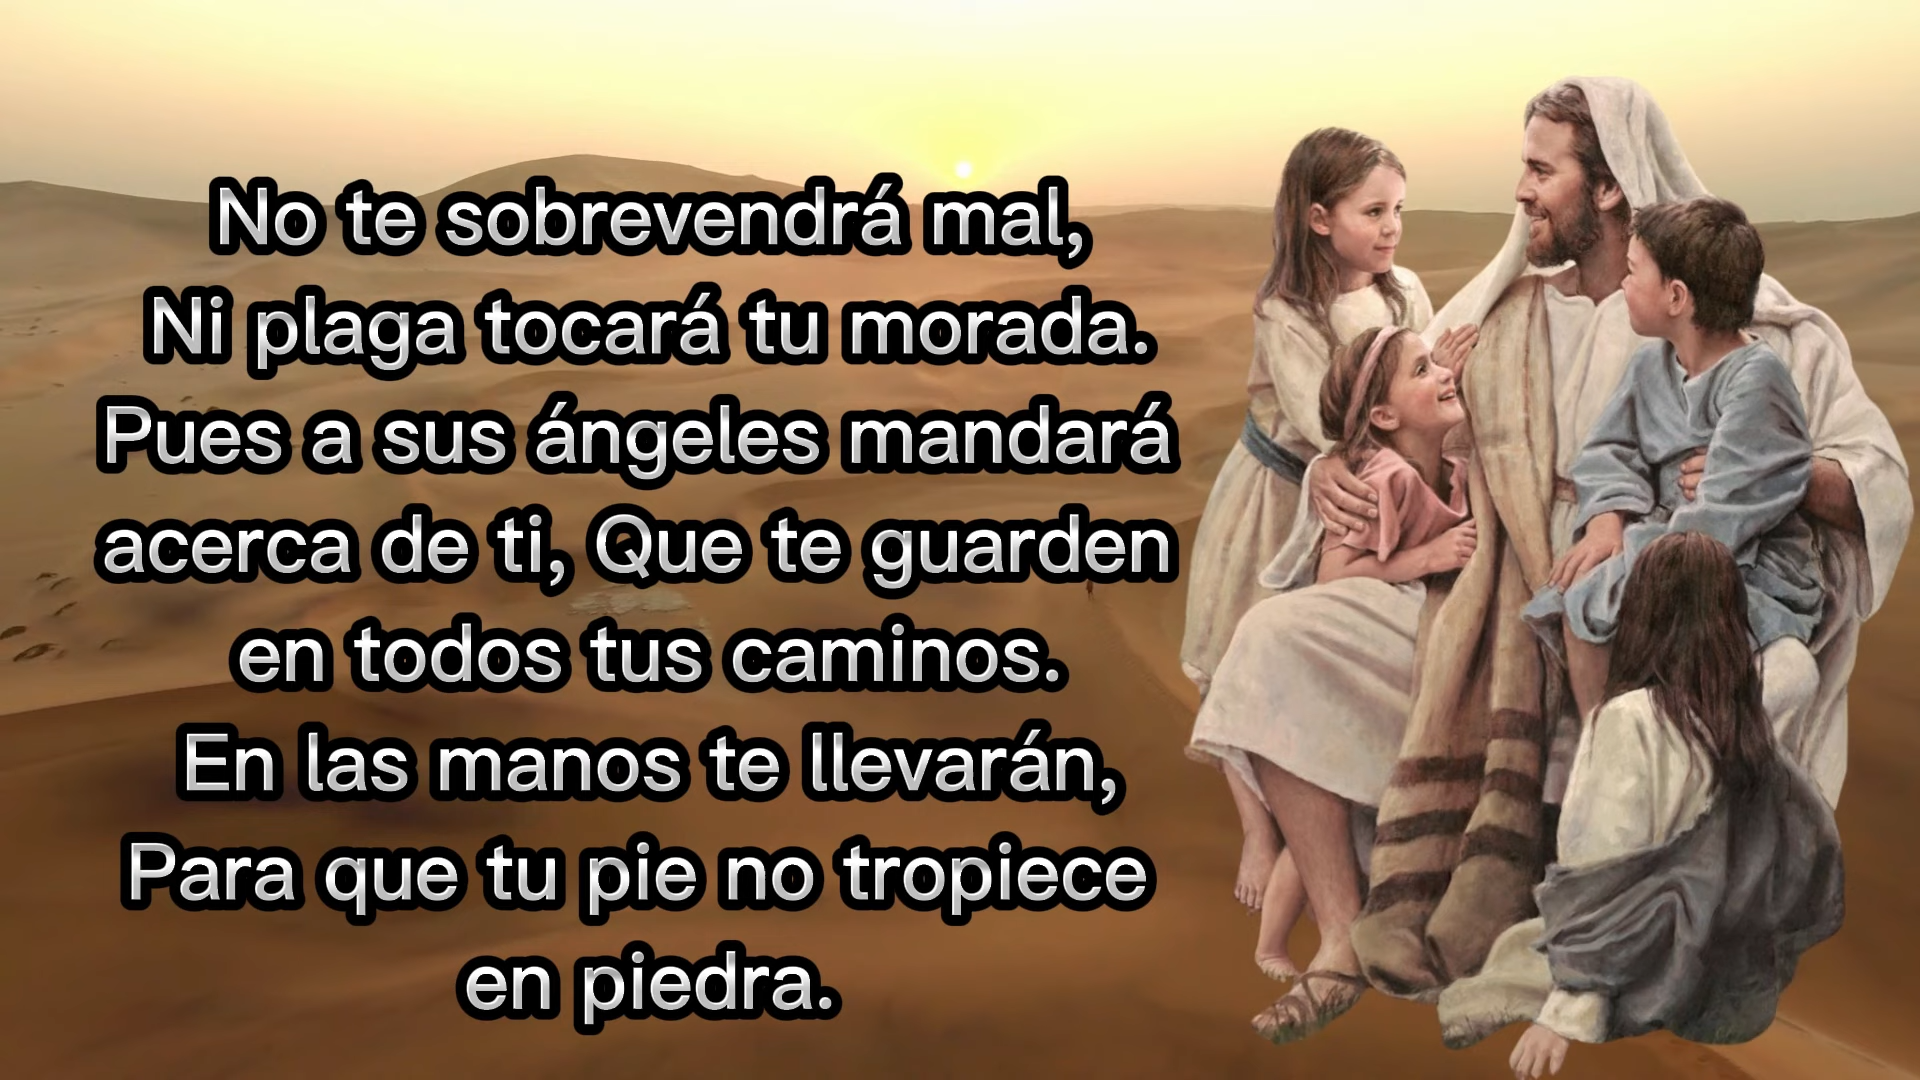 No te sobrevendrá mal,
Ni plaga tocará tu morada.
Pues a sus ángeles mandará
acerca de ti, Que te guarden
en todos tus caminos.
En las manos te llevarán,
Para que tu pie no tropiece
en piedra.